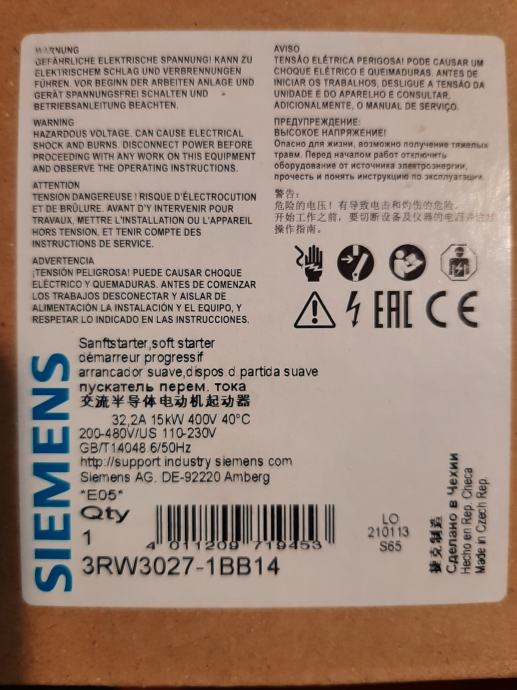 WARNUNG
GEFÄHRLICHE ELEKTRISCHE SPANNUNG! KANN ZU
ELEKTRISCHEM SCHLAG UND VERBRENNUNGEN
FÜHREN. VOR BEGINN DER ARBEITEN ANLAGE UND
GERÄT SPANNUNGSFREI SCHALTEN UND
BETRIEBSANLEITUNG BEACHTEN.
WARNING
HAZARDOUS VOLTAGE. CAN CAUSE ELECTRICAL
SHOCK AND BURNS. DISCONNECT POWER BEFORE
PROCEEDING WITH ANY WORK ON THIS EQUIPMENT
AND OBSERVE THE OPERATING INSTRUCTIONS.
ATTENTION
TENSION DANGEREUSE! RISQUE D'ÉLECTROCUTION
ET DE BRÛLURE. AVANT D'Y INTERVENIR POUR
TRAVAUX, METTRE L'INSTALLATION OU L'APPAREIL
HORS TENSION, ET TENIR COMPTE DES
INSTRUCTIONS DE SERVICE.
ADVERTENCIA
¡TENSIÓN PELIGROSA! PUEDE CAUSAR CHOQUE
ELÉCTRICO Y QUEMADURAS. ANTES DE COMENZAR
LOS TRABAJOS DESCONECTAR Y AISLAR DE
ALIMENTACIÓN LA INSTALACIÓN Y EL EQUIPO, Y
RESPETAR LO INDICADO EN LAS INSTRUCCIONES.
AVISO
TENSÃO ELÉTRICA PERIGOSA! PODE CAUSAR UM
CHOQUE ELÉTRICO E QUEIMADURAS. ANTES DE
INICIAR OS TRABALHOS, DESLIGUE A TENSÃO DA
UNIDADE E DO APARELHO E CONSULTAR,
ADICIONALMENTE, O MANUAL DE SERVIÇO.
ПРЕДУПРЕЖДЕНИЕ:
ВЫСОКОЕ НАПРЯЖЕНИЕ!
Опасно для жизни, возможно получение тяжелых
травм. Перед началом работ отключить
оборудование от источника электроэнергии,
прочесть и понять инструкцию по эксплуатации.
警告:
危险的电压!有导致电击和灼伤的危险。
开始工作之前,要切断设备及仪器的电源并
操作指南。
EAC CE
SIEMENS
Sanftstarter,soft starter
démarreur progressif
arrancador suave,dispos d partida suave
пускатель перем. тока
交流半导体电动机起动器
32,2A 15kW 400V 40°C
200-480V/US 110-230V
GB/T14048 6/50Hz
http://support industry siemens com
Siemens AG. DE-92220 Amberg
*E05*
Qty
1
4 011209 719453
3RW3027-1BB14
LO
210113
S65
捷克制造
Сделано в Чехии
Hecho en Rep. Checa
Made in Czech Rep.